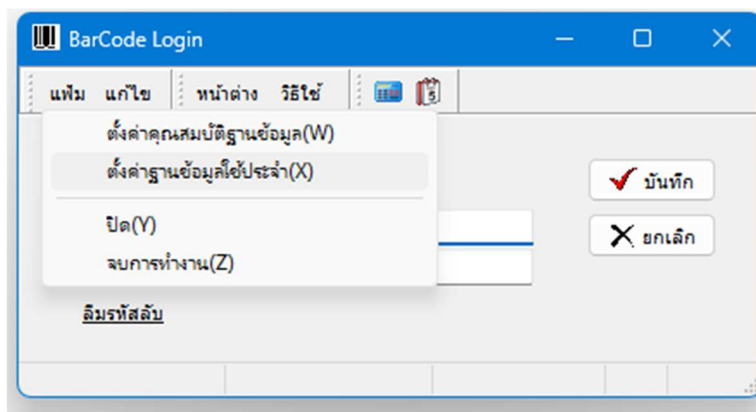 BarCode Login
แฟ้ม แก้ไข หน้าต่าง วิธีใช้
ตั้งค่าคุณสมบัติฐานข้อมูล(W)
ตั้งค่าฐานข้อมูลใช้ประจำ(X)
บันทึก
ปิด(Y)
ยกเลิก
จบการทำงาน(Z)
ลืมรหัสลับ